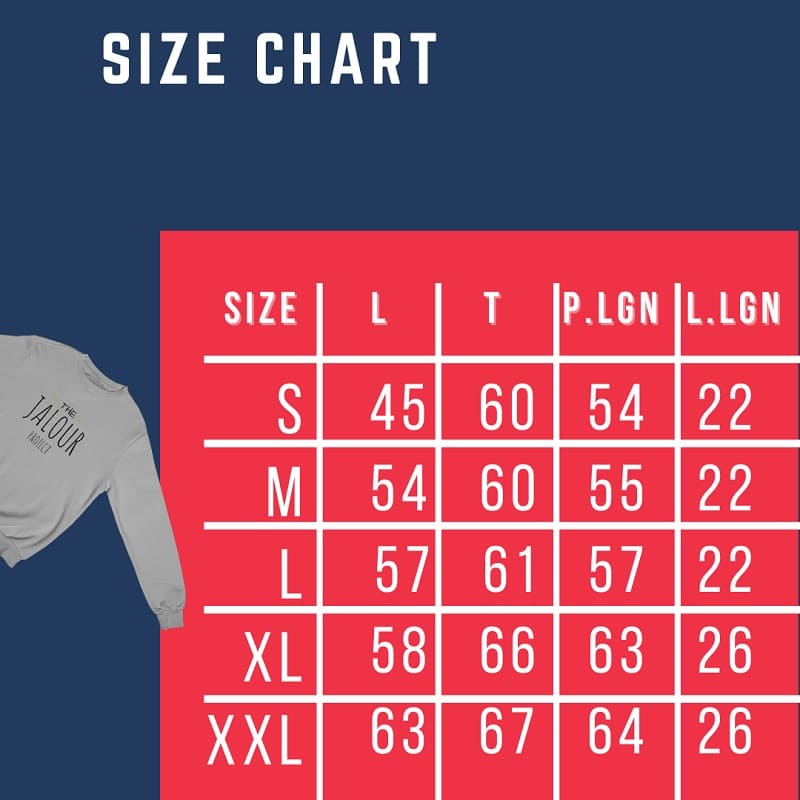 SIZE CHART
SIZE L T P.LGN L.LGN
S 45 60 54 22
M 54 60 55 22
L 57 61 57 22
XL 58 66 63 26
XXL 63 67 64 26
THE
JALOUR
PROJECT